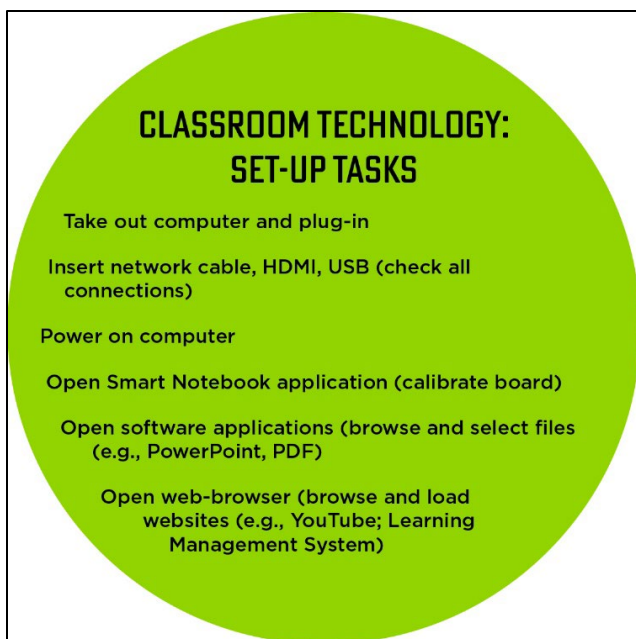 CLASSROOM TECHNOLOGY:
SET-UP TASKS
Take out computer and plug-in
Insert network cable, HDMI, USB (check all
connections)
Power on computer
Open Smart Notebook application (calibrate board)
Open software applications (browse and select files
(e.g., PowerPoint, PDF)
Open web-browser (browse and load
websites (e.g., YouTube; Learning
Management System)